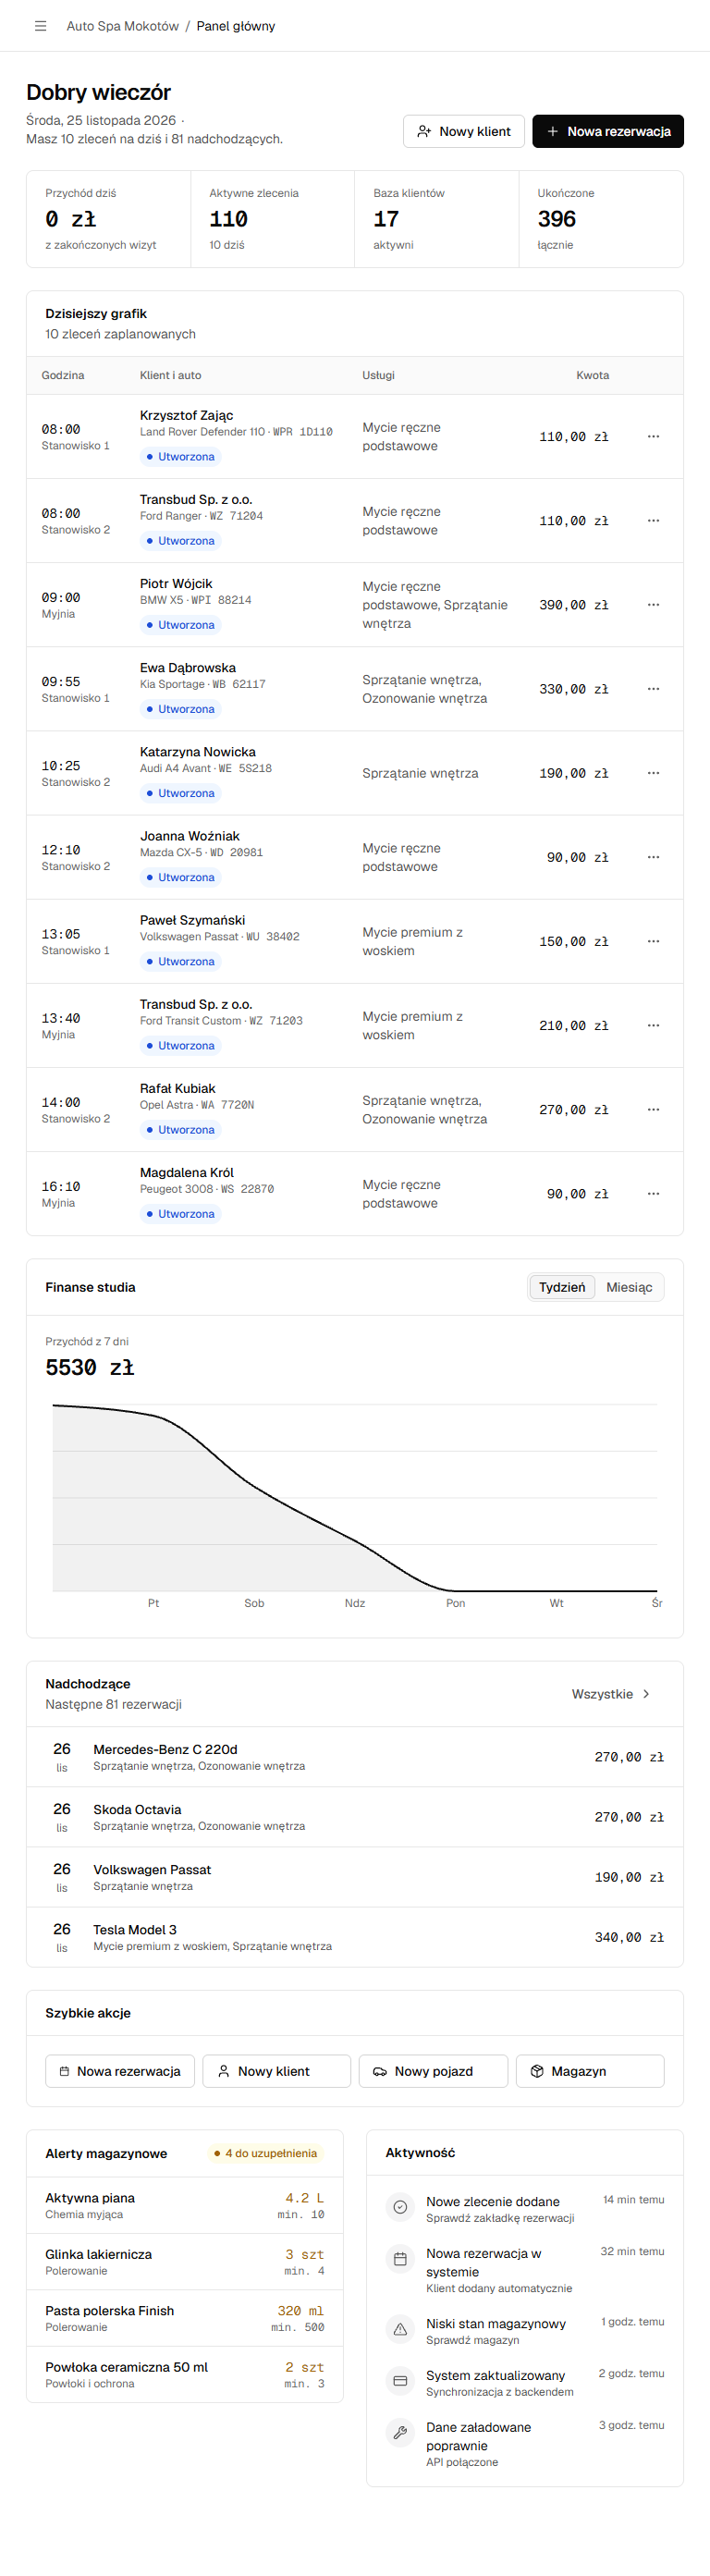 Auto Spa Mokotów / Panel główny
Dobry wieczór
Środa, 25 listopada 2026 ·
Masz 10 zleceń na dziś i 81 nadchodzących.
Nowy klient
Nowa rezerwacja
Przychód dziś
0 zł
z zakończonych wizyt
Aktywne zlecenia
110
10 dziś
Baza klientów
17
aktywni
Ukończone
396
łącznie
Dzisiejszy grafik
10 zleceń zaplanowanych
Godzina Klient i auto Usługi Kwota
08:00
Stanowisko 1
Krzysztof Zając
Land Rover Defender 110 · WPR 1D110
Utworzona
Mycie ręczne
podstawowe
110,00 zł
08:00
Stanowisko 2
Transbud Sp. z o.o.
Ford Ranger · WZ 71204
Utworzona
Mycie ręczne
podstawowe
110,00 zł
09:00
Myjnia
Piotr Wójcik
BMW X5 · WPI 88214
Utworzona
Mycie ręczne
podstawowe, Sprzątanie
wnętrza
390,00 zł
09:55
Stanowisko 1
Ewa Dąbrowska
Kia Sportage · WB 62117
Utworzona
Sprzątanie wnętrza,
Ozonowanie wnętrza
330,00 zł
10:25
Stanowisko 2
Katarzyna Nowicka
Audi A4 Avant · WE 5S218
Utworzona
Sprzątanie wnętrza
190,00 zł
12:10
Stanowisko 2
Joanna Woźniak
Mazda CX-5 · WD 20981
Utworzona
Mycie ręczne
podstawowe
90,00 zł
13:05
Stanowisko 1
Paweł Szymański
Volkswagen Passat · WU 38402
Utworzona
Mycie premium z
woskiem
150,00 zł
13:40
Myjnia
Transbud Sp. z o.o.
Ford Transit Custom · WZ 71203
Utworzona
Mycie premium z
woskiem
210,00 zł
14:00
Stanowisko 2
Rafał Kubiak
Opel Astra · WA 7720N
Utworzona
Sprzątanie wnętrza,
Ozonowanie wnętrza
270,00 zł
16:10
Myjnia
Magdalena Król
Peugeot 3008 · WS 22870
Utworzona
Mycie ręczne
podstawowe
90,00 zł
Finanse studia
Tydzień Miesiąc
Przychód z 7 dni
5530 zł
Pt Sob Ndz Pon Wt Śr
Nadchodzące
Następne 81 rezerwacji
Wszystkie
26
lis
Mercedes-Benz C 220d
Sprzątanie wnętrza, Ozonowanie wnętrza
270,00 zł
26
lis
Skoda Octavia
Sprzątanie wnętrza, Ozonowanie wnętrza
270,00 zł
26
lis
Volkswagen Passat
Sprzątanie wnętrza
190,00 zł
26
lis
Tesla Model 3
Mycie premium z woskiem, Sprzątanie wnętrza
340,00 zł
Szybkie akcje
Nowa rezerwacja
Nowy klient
Nowy pojazd
Magazyn
Alerty magazynowe
4 do uzupełnienia
Aktywna piana
Chemia myjąca
4.2 L
min. 10
Glinka lakiernicza
Polerowanie
3 szt
min. 4
Pasta polerska Finish
Polerowanie
320 ml
min. 500
Powłoka ceramiczna 50 ml
Powłoki i ochrona
2 szt
min. 3
Aktywność
Nowe zlecenie dodane
Sprawdź zakładkę rezerwacji
14 min temu
Nowa rezerwacja w
systemie
Klient dodany automatycznie
32 min temu
Niski stan magazynowy
Sprawdź magazyn
1 godz. temu
System zaktualizowany
Synchronizacja z backendem
2 godz. temu
Dane załadowane
poprawnie
API połączone
3 godz. temu